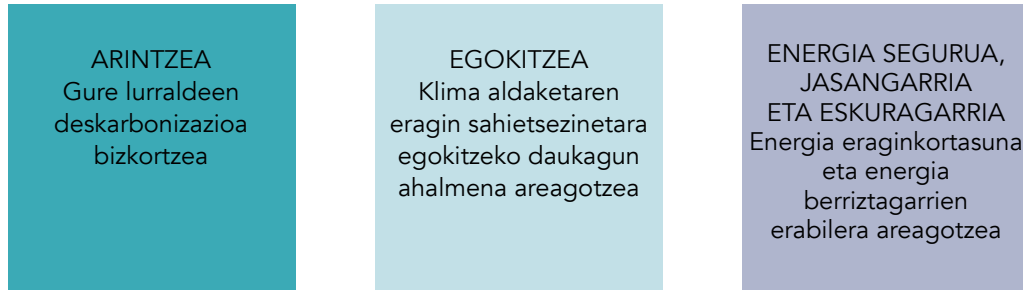 ARINTZEA
Gure lurraldeen
deskarbonizazioa
bizkortzea
EGOKITZEA
Klima aldaketaren
eragin sahietsezinetara
egokitzeko daukagun
ahalmena areagotzea
ENERGIA SEGURUA,
JASANGARRIA
ETA ESKURAGARRIA
Energia eraginkortasuna
eta energia
berriztagarrien
erabilera areagotzea